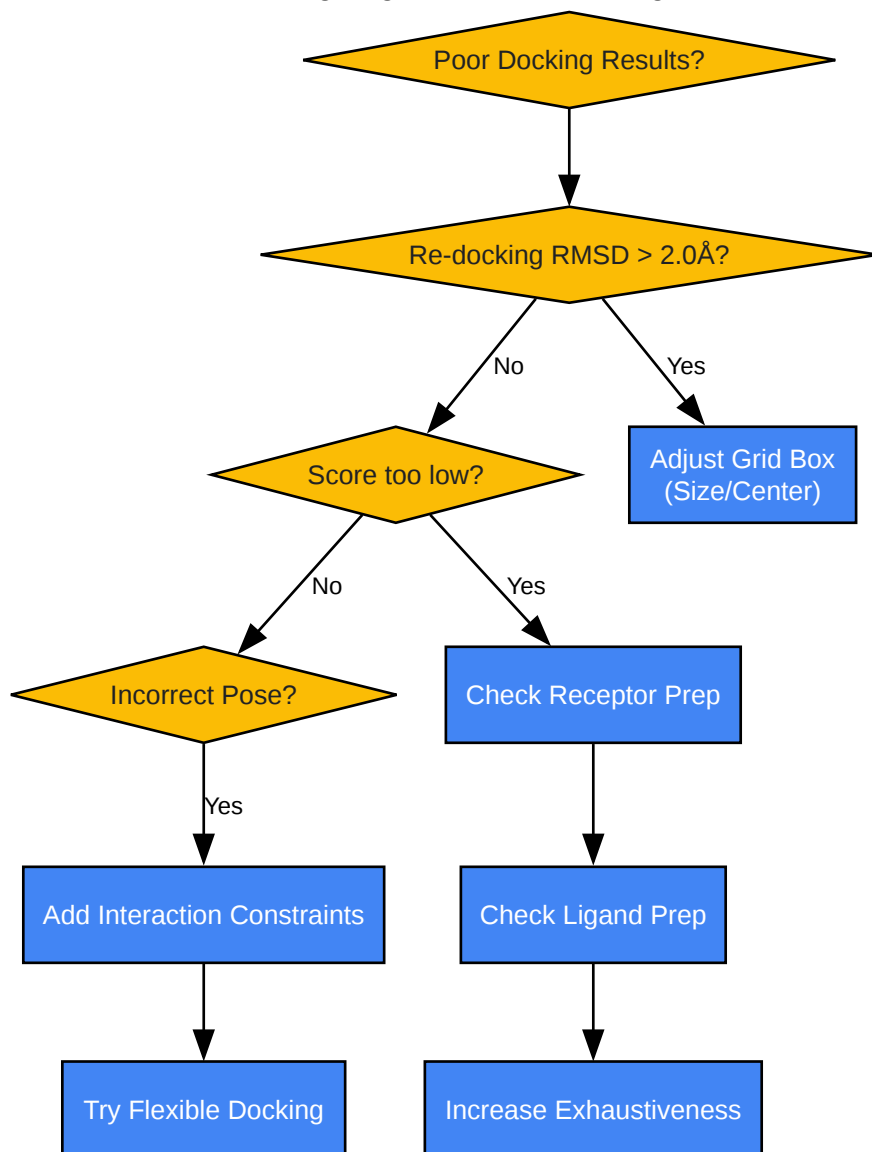 Poor Docking Results?
Re-docking RMSD > 2.0Å?
No
Yes
Score too low?
Adjust Grid Box
(Size/Center)
No
Yes
Incorrect Pose?
Check Receptor Prep
Yes
Add Interaction Constraints
Check Ligand Prep
Try Flexible Docking
Increase Exhaustiveness